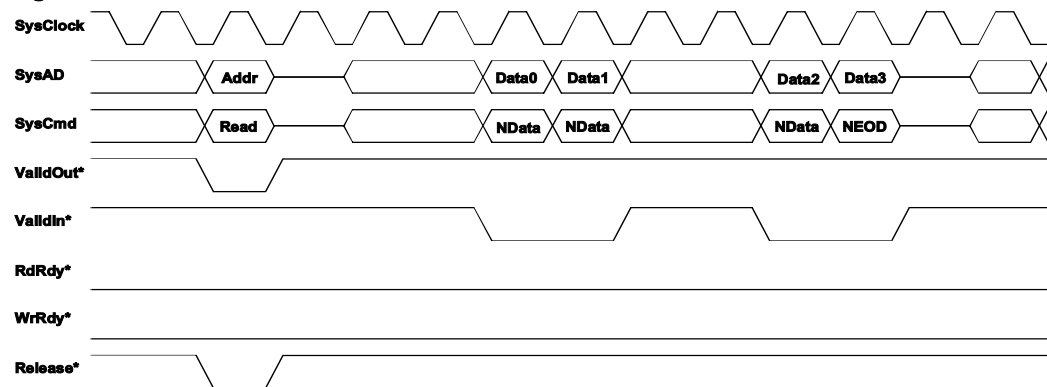 SysClock
SysAD Addr Data0 Data1 Data2 Data3
SysCmd Read NData NData NData NEOD
ValidOut*
ValidIn*
RdRdy*
WrRdy*
Release*